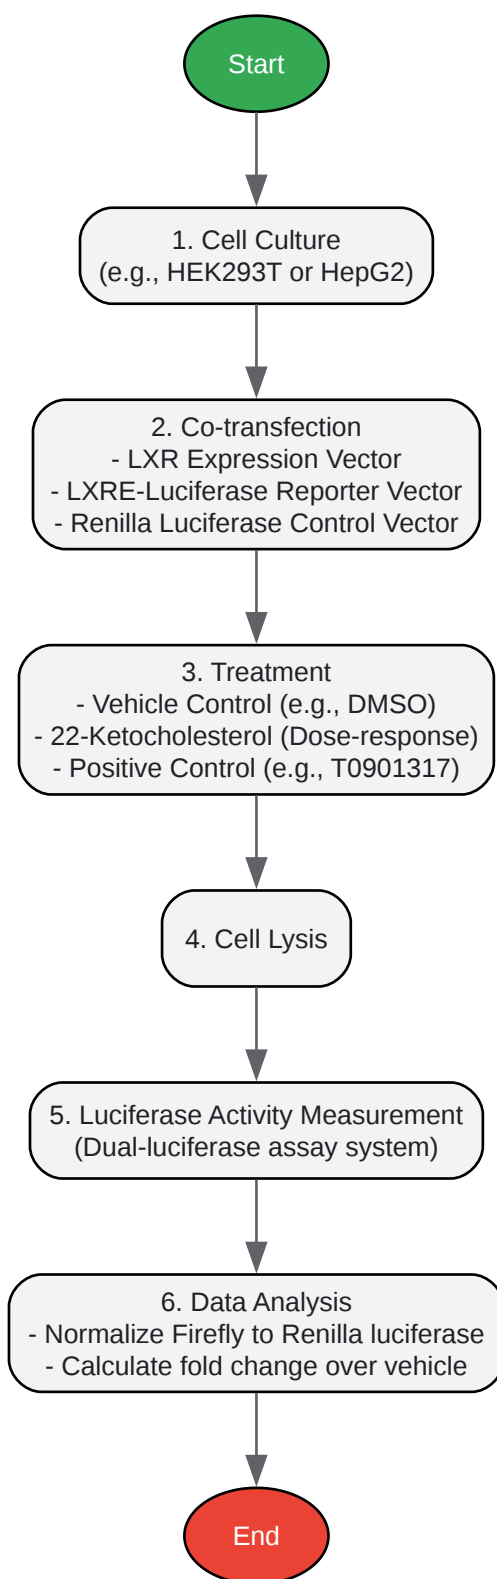 Start
1. Cell Culture
(e.g., HEK293T or HepG2)
2. Co-transfection
- LXR Expression Vector
- LXRE-Luciferase Reporter Vector
- Renilla Luciferase Control Vector
3. Treatment
- Vehicle Control (e.g., DMSO)
- 22-Ketocholesterol (Dose-response)
- Positive Control (e.g., T0901317)
4. Cell Lysis
5. Luciferase Activity Measurement
(Dual-luciferase assay system)
6. Data Analysis
- Normalize Firefly to Renilla luciferase
- Calculate fold change over vehicle
End